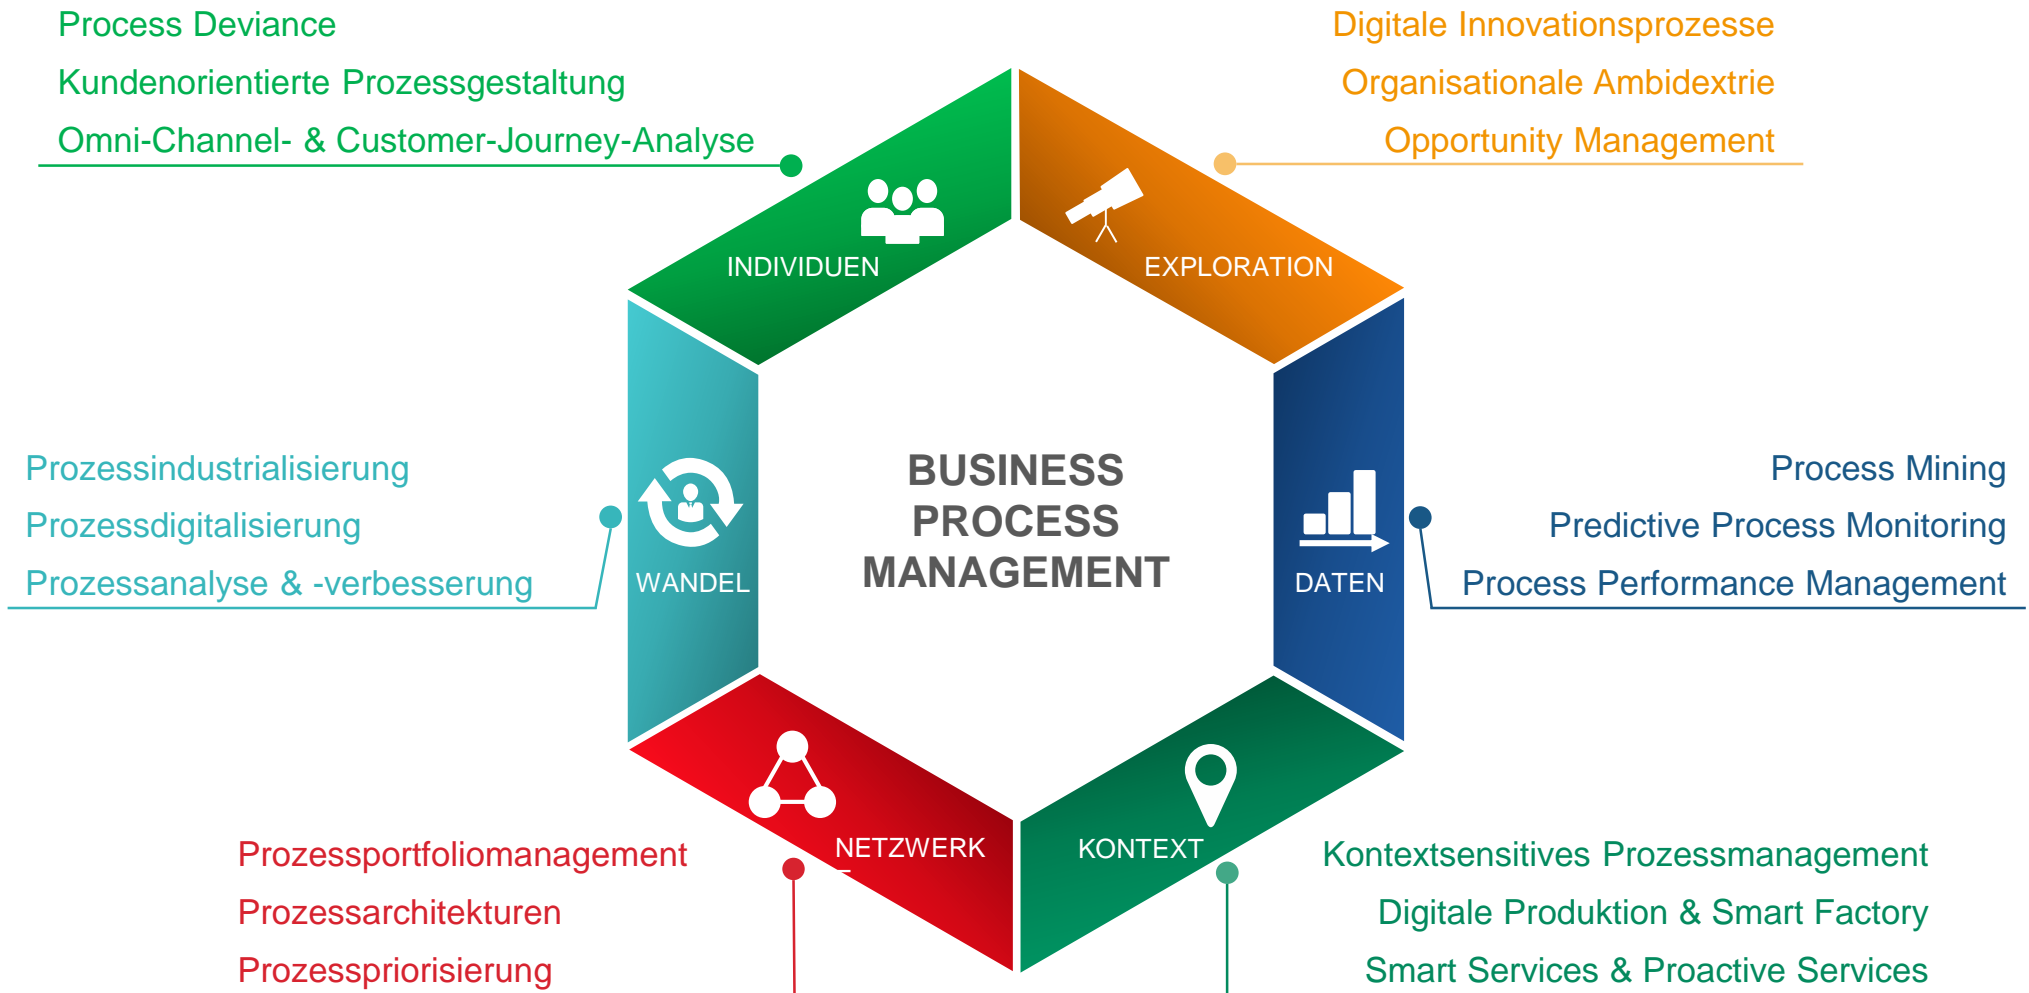 Process Deviance
Kundenorientierte Prozessgestaltung
Omni-Channel- & Customer-Journey-Analyse
Digitale Innovationsprozesse
Organisationale Ambidextrie
Opportunity Management
INDIVIDUEN
EXPLORATION
Prozessindustrialisierung
Prozessdigitalisierung
Prozessanalyse & -verbesserung
WANDEL
BUSINESS
PROCESS
MANAGEMENT
DATEN
Process Mining
Predictive Process Monitoring
Process Performance Management
NETZWERK
KONTEXT
Prozessportfoliomanagement
Prozessarchitekturen
Prozesspriorisierung
Kontextsensitives Prozessmanagement
Digitale Produktion & Smart Factory
Smart Services & Proactive Services